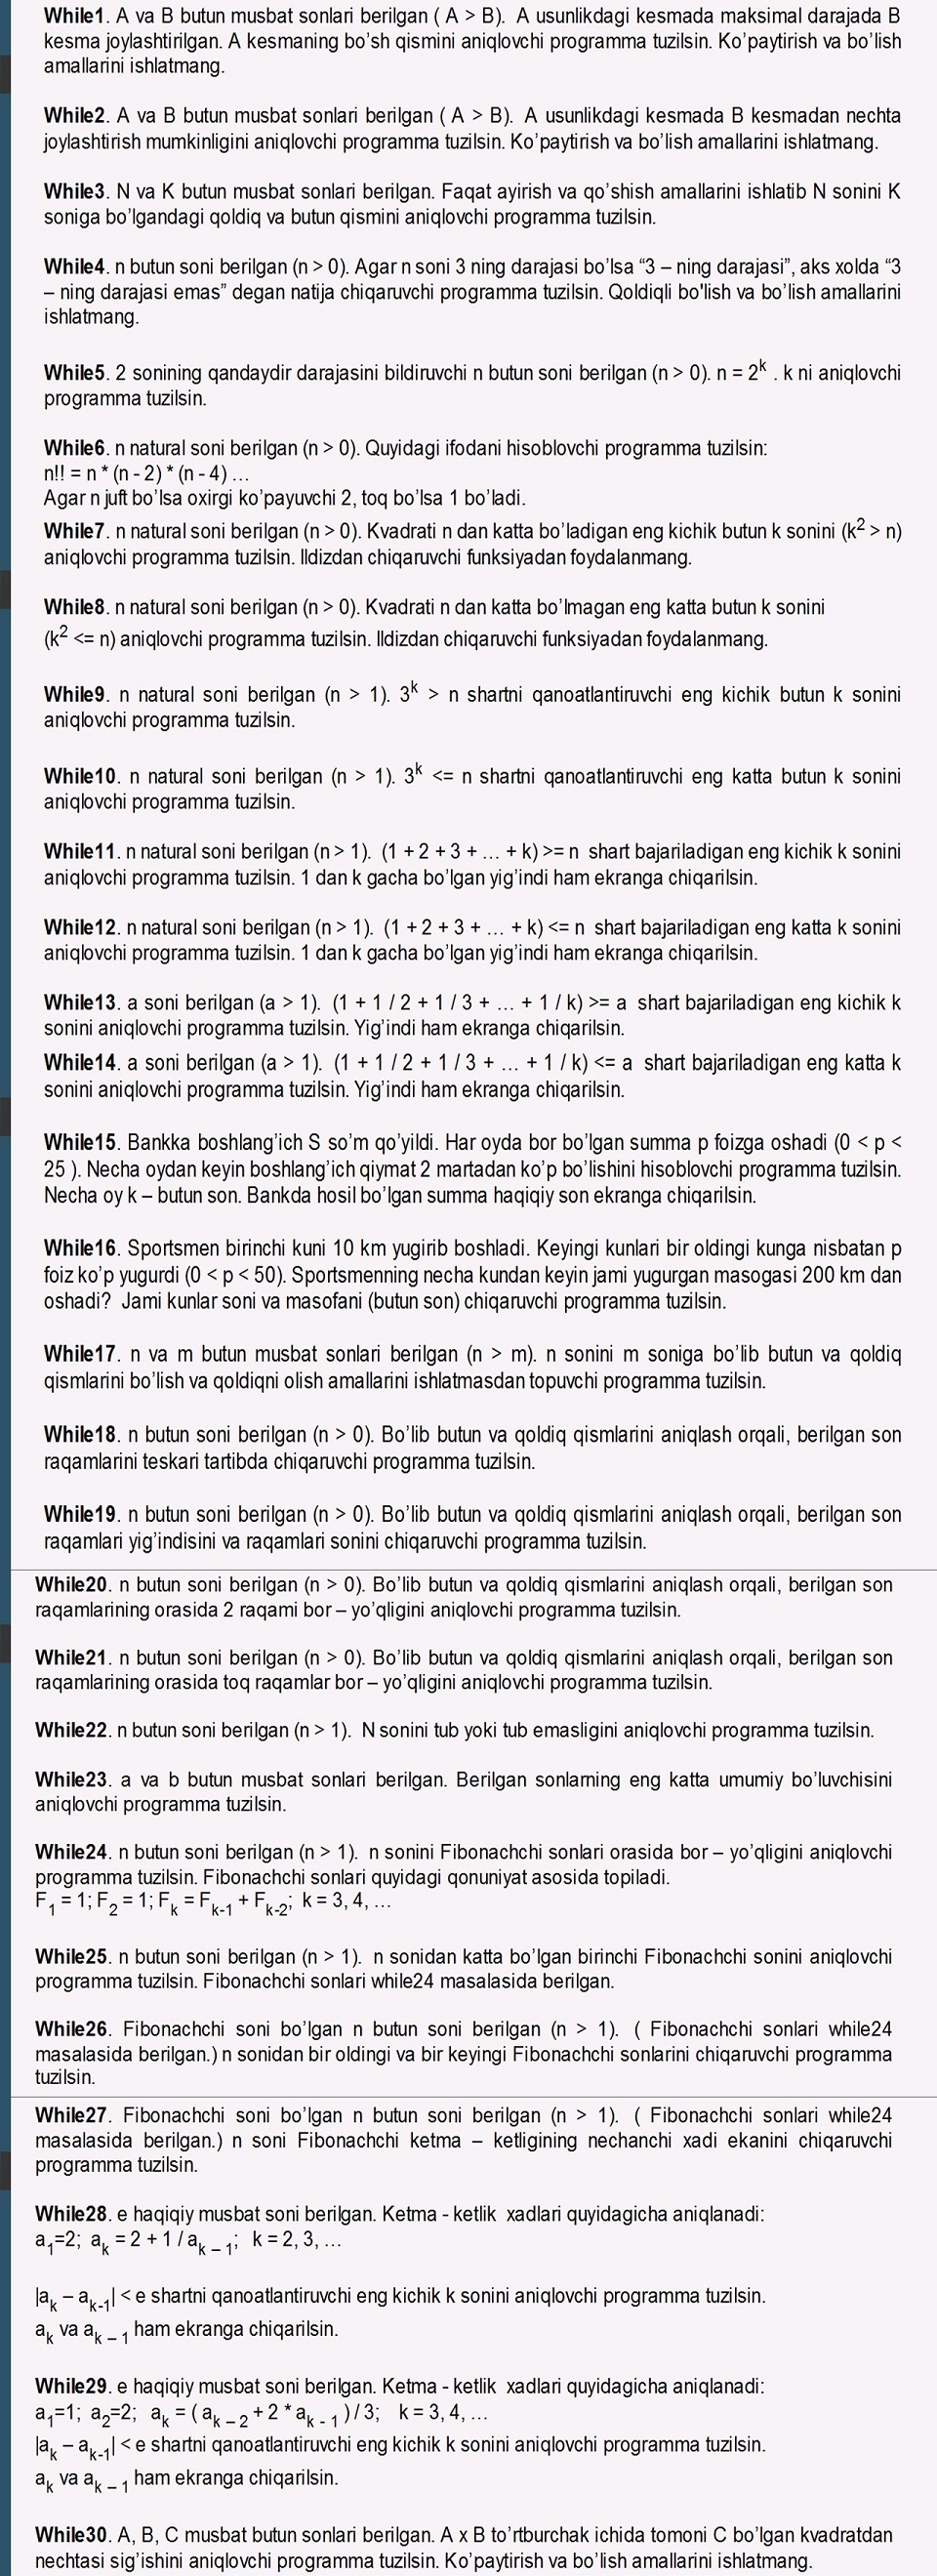 While1. A va B butun musbat sonlari berilgan ( A > B). A usunlikdagi kesmada maksimal darajada B
kesma joylashtirilgan. A kesmaning bo’sh qismini aniqlovchi programma tuzilsin. Ko’paytirish va bo’lish
amallarini ishlatmang.
While2. A va B butun musbat sonlari berilgan ( A > B). A usunlikdagi kesmada B kesmadan nechta
joylashtirish mumkinligini aniqlovchi programma tuzilsin. Ko’paytirish va bo’lish amallarini ishlatmang.
While3. N va K butun musbat sonlari berilgan. Faqat ayirish va qo’shish amallarini ishlatib N sonini K
soniga bo’lgandagi qoldiq va butun qismini aniqlovchi programma tuzilsin.
While4. n butun soni berilgan (n > 0). Agar n soni 3 ning darajasi bo’lsa “3 – ning darajasi”, aks xolda “3
– ning darajasi emas” degan natija chiqaruvchi programma tuzilsin. Qoldiqli bo'lish va bo’lish amallarini
ishlatmang.
While5. 2 sonining qandaydir darajasini bildiruvchi n butun soni berilgan (n > 0). n = 2^k . k ni aniqlovchi
programma tuzilsin.
While6. n natural soni berilgan (n > 0). Quyidagi ifodani hisoblovchi programma tuzilsin:
n!! = n * (n - 2) * (n - 4) ...
Agar n juft bo’lsa oxirgi ko’payuvchi 2, toq bo’lsa 1 bo’ladi.
While7. n natural soni berilgan (n > 0). Kvadrati n dan katta bo’ladigan eng kichik butun k sonini (k^2 > n)
aniqlovchi programma tuzilsin. Ildizdan chiqaruvchi funksiyadan foydalanmang.
While8. n natural soni berilgan (n > 0). Kvadrati n dan katta bo’lmagan eng katta butun k sonini
(k^2 <= n) aniqlovchi programma tuzilsin. Ildizdan chiqaruvchi funksiyadan foydalanmang.
While9. n natural soni berilgan (n > 1). 3^k > n shartni qanoatlantiruvchi eng kichik butun k sonini
aniqlovchi programma tuzilsin.
While10. n natural soni berilgan (n > 1). 3^k <= n shartni qanoatlantiruvchi eng katta butun k sonini
aniqlovchi programma tuzilsin.
While11. n natural soni berilgan (n > 1). (1 + 2 + 3 + ... + k) >= n shart bajariladigan eng kichik k sonini
aniqlovchi programma tuzilsin. 1 dan k gacha bo’lgan yig’indi ham ekranga chiqarilsin.
While12. n natural soni berilgan (n > 1). (1 + 2 + 3 + ... + k) <= n shart bajariladigan eng katta k sonini
aniqlovchi programma tuzilsin. 1 dan k gacha bo’lgan yig’indi ham ekranga chiqarilsin.
While13. a soni berilgan (a > 1). (1 + 1 / 2 + 1 / 3 + ... + 1 / k) >= a shart bajariladigan eng kichik k
sonini aniqlovchi programma tuzilsin. Yig’indi ham ekranga chiqarilsin.
While14. a soni berilgan (a > 1). (1 + 1 / 2 + 1 / 3 + ... + 1 / k) <= a shart bajariladigan eng katta k
sonini aniqlovchi programma tuzilsin. Yig’indi ham ekranga chiqarilsin.
While15. Bankka boshlang’ich S so’m qo’yildi. Har oyda bor bo’lgan summa p foizga oshadi (0 < p <
25 ). Necha oydan keyin boshlang’ich qiymat 2 martadan ko’p bo’lishini hisoblovchi programma tuzilsin.
Necha oy k – butun son. Bankda hosil bo’lgan summa haqiqiy son ekranga chiqarilsin.
While16. Sportsmen birinchi kuni 10 km yugirib boshladi. Keyingi kunlari bir oldingi kunga nisbatan p
foiz ko’p yugurdi (0 < p < 50). Sportsmenning necha kundan keyin jami yugurgan masogasi 200 km dan
oshadi? Jami kunlar soni va masofani (butun son) chiqaruvchi programma tuzilsin.
While17. n va m butun musbat sonlari berilgan (n > m). n sonini m soniga bo’lib butun va qoldiq
qismlarini bo’lish va qoldiqni olish amallarini ishlatmasdan topuvchi programma tuzilsin.
While18. n butun soni berilgan (n > 0). Bo’lib butun va qoldiq qismlarini aniqlash orqali, berilgan son
raqamlarini teskari tartibda chiqaruvchi programma tuzilsin.
While19. n butun soni berilgan (n > 0). Bo’lib butun va qoldiq qismlarini aniqlash orqali, berilgan son
raqamlari yig’indisini va raqamlari sonini chiqaruvchi programma tuzilsin.
While20. n butun soni berilgan (n > 0). Bo’lib butun va qoldiq qismlarini aniqlash orqali, berilgan son
raqamlarining orasida 2 raqami bor – yo’qligini aniqlovchi programma tuzilsin.
While21. n butun soni berilgan (n > 0). Bo’lib butun va qoldiq qismlarini aniqlash orqali, berilgan son
raqamlarining orasida toq raqamlar bor – yo’qligini aniqlovchi programma tuzilsin.
While22. n butun soni berilgan (n > 1). N sonini tub yoki tub emasligini aniqlovchi programma tuzilsin.
While23. a va b butun musbat sonlari berilgan. Berilgan sonlarning eng katta umumiy bo’luvchisini
aniqlovchi programma tuzilsin.
While24. n butun soni berilgan (n > 1). n sonini Fibonachchi sonlari orasida bor – yo’qligini aniqlovchi
programma tuzilsin. Fibonachchi sonlari quyidagi qonuniyat asosida topiladi.
F_1 = 1; F_2 = 1; F_k = F_k-1 + F_k-2; k = 3, 4, ...
While25. n butun soni berilgan (n > 1). n sonidan katta bo’lgan birinchi Fibonachchi sonini aniqlovchi
programma tuzilsin. Fibonachchi sonlari while24 masalasida berilgan.
While26. Fibonachchi soni bo’lgan n butun soni berilgan (n > 1). ( Fibonachchi sonlari while24
masalasida berilgan.) n sonidan bir oldingi va bir keyingi Fibonachchi sonlarini chiqaruvchi programma
tuzilsin.
While27. Fibonachchi soni bo’lgan n butun soni berilgan (n > 1). ( Fibonachchi sonlari while24
masalasida berilgan.) n soni Fibonachchi ketma – ketligining nechanchi xadi ekanini chiqaruvchi
programma tuzilsin.
While28. e haqiqiy musbat soni berilgan. Ketma - ketlik xadlari quyidagicha aniqlanadi:
a_1=2; a_k = 2 + 1 / a_k – 1; k = 2, 3, ...
|a_k – a_k-1| < e shartni qanoatlantiruvchi eng kichik k sonini aniqlovchi programma tuzilsin.
a_k va a_k – 1 ham ekranga chiqarilsin.
While29. e haqiqiy musbat soni berilgan. Ketma - ketlik xadlari quyidagicha aniqlanadi:
a_1=1; a_2=2; a_k = ( a_k – 2 + 2 * a_k - 1 ) / 3; k = 3, 4, ...
|a_k – a_k-1| < e shartni qanoatlantiruvchi eng kichik k sonini aniqlovchi programma tuzilsin.
a_k va a_k – 1 ham ekranga chiqarilsin.
While30. A, B, C musbat butun sonlari berilgan. A x B to’rtburchak ichida tomoni C bo’lgan kvadratdan
nechtasi sig’ishini aniqlovchi programma tuzilsin. Ko’paytirish va bo’lish amallarini ishlatmang.